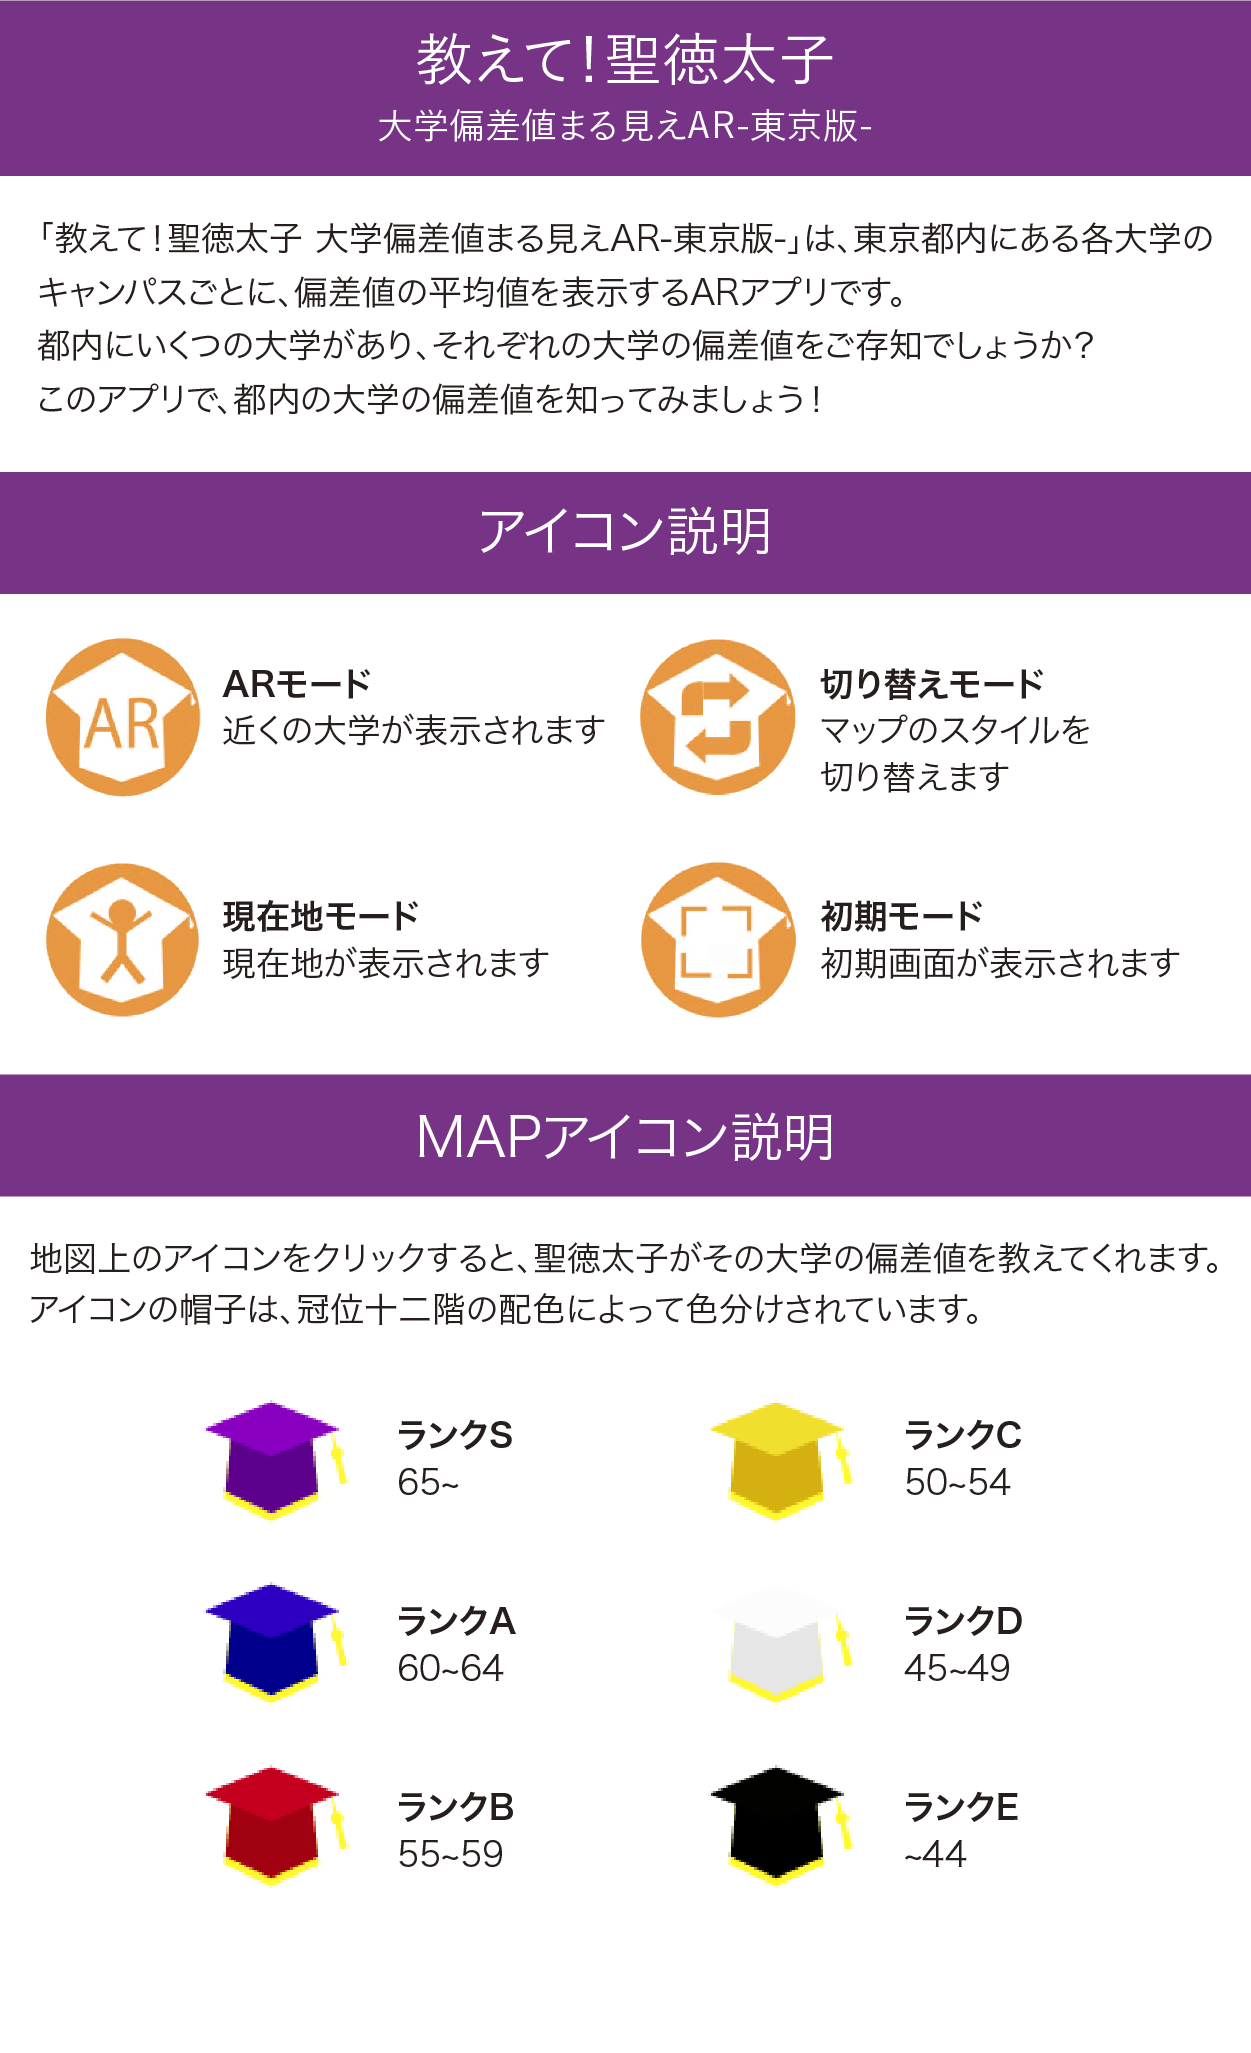 教えて！聖徳太子
大学偏差値まる見えAR-東京版-
「教えて！聖徳太子 大学偏差値まる見えAR-東京版-」は、東京都内にある各大学の
キャンパスごとに、偏差値の平均値を表示するARアプリです。
都内にいくつの大学があり、それぞれの大学の偏差値をご存知でしょうか？
このアプリで、都内の大学の偏差値を知ってみましょう！
アイコン説明
AR
ARモード
近くの大学が表示されます
切り替えモード
マップのスタイルを
切り替えます
現在地モード
現在地が表示されます
初期モード
初期画面が表示されます
MAPアイコン説明
地図上のアイコンをクリックすると、聖徳太子がその大学の偏差値を教えてくれます。
アイコンの帽子は、冠位十二階の配色によって色分けされています。
ランクS
65~
ランクC
50~54
ランクA
60~64
ランクD
45~49
ランクB
55~59
ランクE
~44